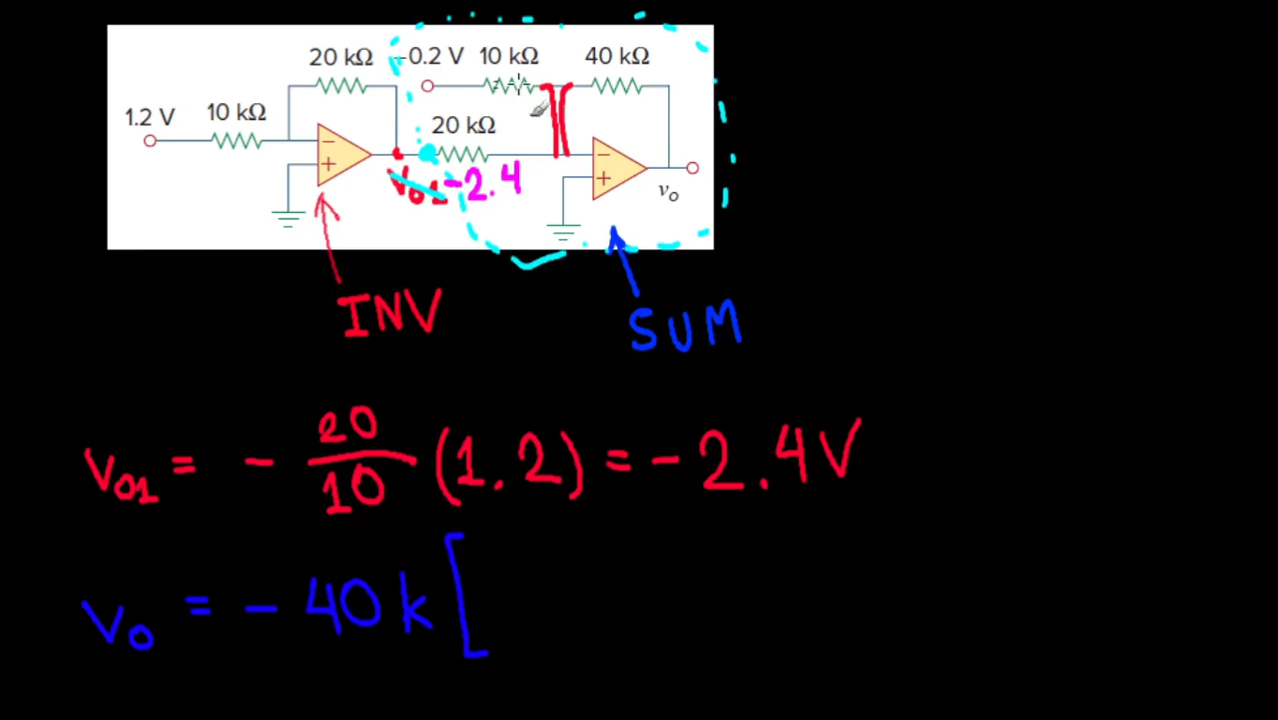 20 kΩ
-0.2 V 10 kΩ 40 kΩ
1.2 V 10 kΩ
20 kΩ
−
+
−
+
vo1 -2.4
vo
INV
SUM
Vo1 = - 20/10 (1.2) = -2.4V
Vo = -40k [